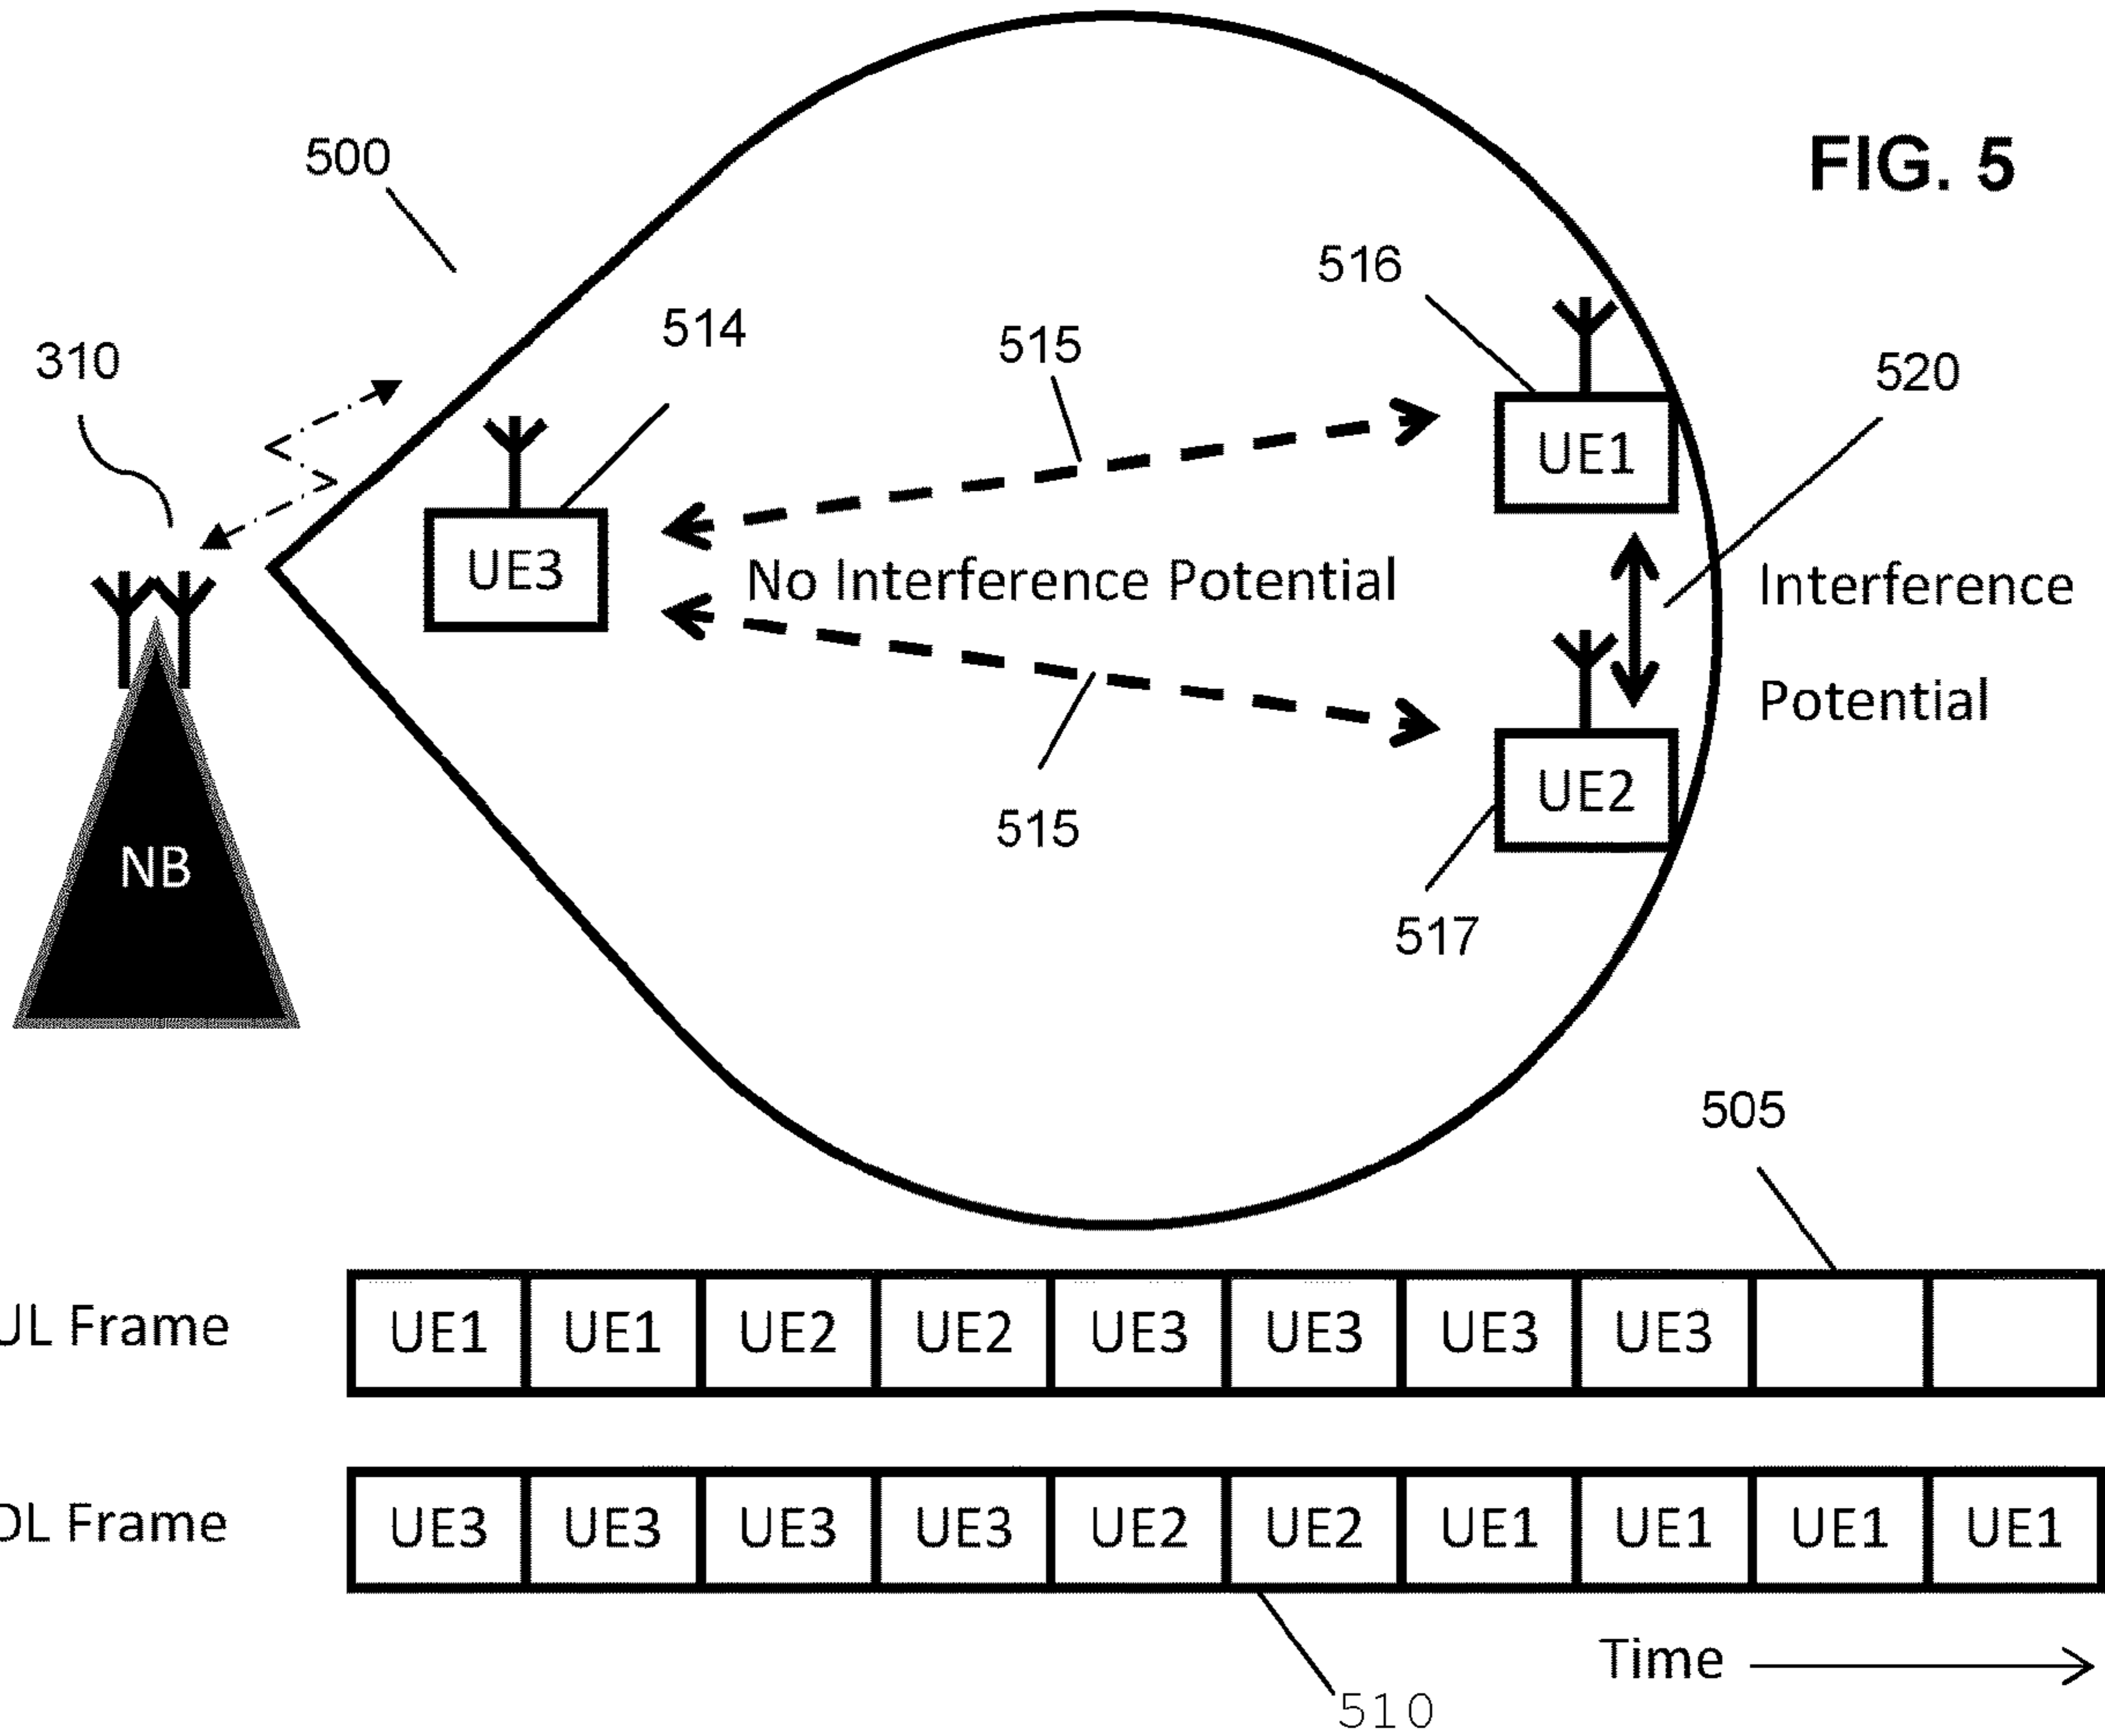 FIG. 5
500
516
514
515
310
520
UE1
UE3
No Interference Potential
Interference
Potential
UE2
515
NB
517
505
UL Frame
UE1 UE1 UE2 UE2 UE3 UE3 UE3 UE3
DL Frame
UE3 UE3 UE3 UE3 UE2 UE2 UE1 UE1 UE1 UE1
Time
510